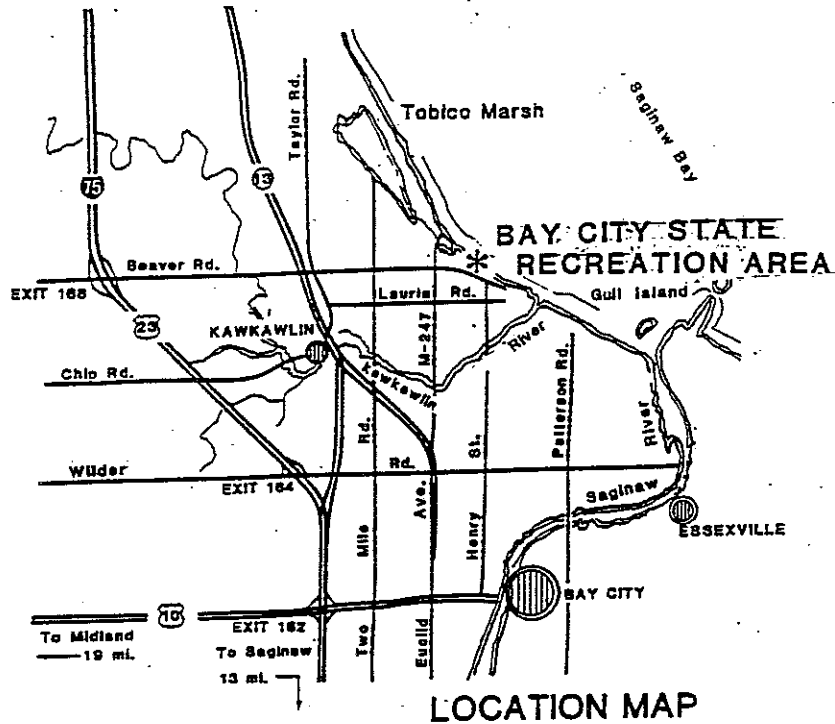 Taylor Rd.
Tobico Marsh
Saginaw Bay
13
75
BAY CITY STATE
RECREATION AREA
Beaver Rd.
EXIT 168
Laurie Rd.
Gull Island
23
KAWKAWLIN
M-247
River
Chip Rd.
Kawkawlin
Patterson Rd.
River
Rd.
St.
Wilder Rd.
EXIT 164
Ave.
Saginaw
ESSEXVILLE
Mile
Henry
10
BAY CITY
EXIT 162
To Midland
19 mi.
To Saginaw
13 mi.
Two
Euclid
LOCATION MAP